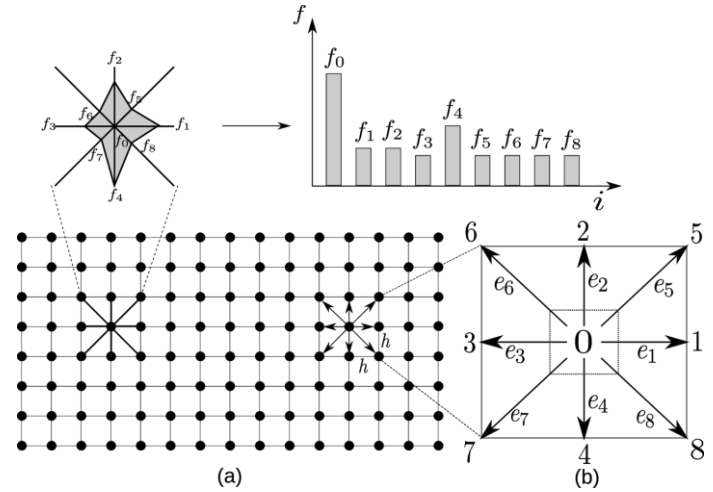 f
f₀
f₁
f₂
f₃
f₄
f₅
f₆
f₇
f₈
i
f₂
f₆
f₅
f₃
f₀
f₁
f₇
f₈
f₄
h
h
6
2
5
e₆
e₂
e₅
3
e₃
0
e₁
1
e₇
e₄
e₈
7
4
8
(a)
(b)